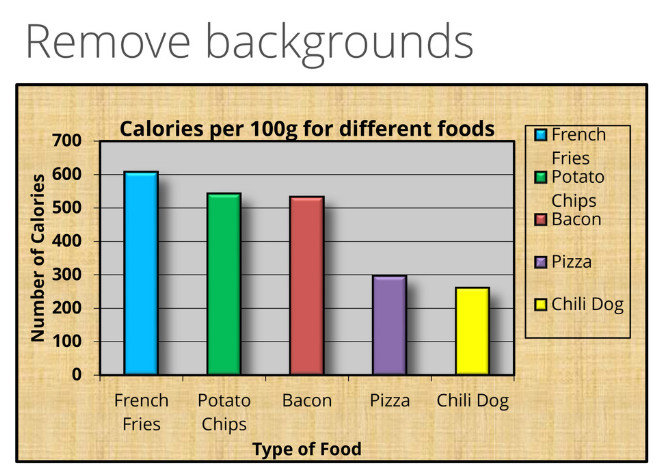 Remove backgrounds
Calories per 100g for different foods
Number of Calories
700
600
500
400
300
200
100
0
French
Fries
Potato
Chips
Bacon
Pizza
Chili Dog
Type of Food
French
Fries
Potato
Chips
Bacon
Pizza
Chili Dog